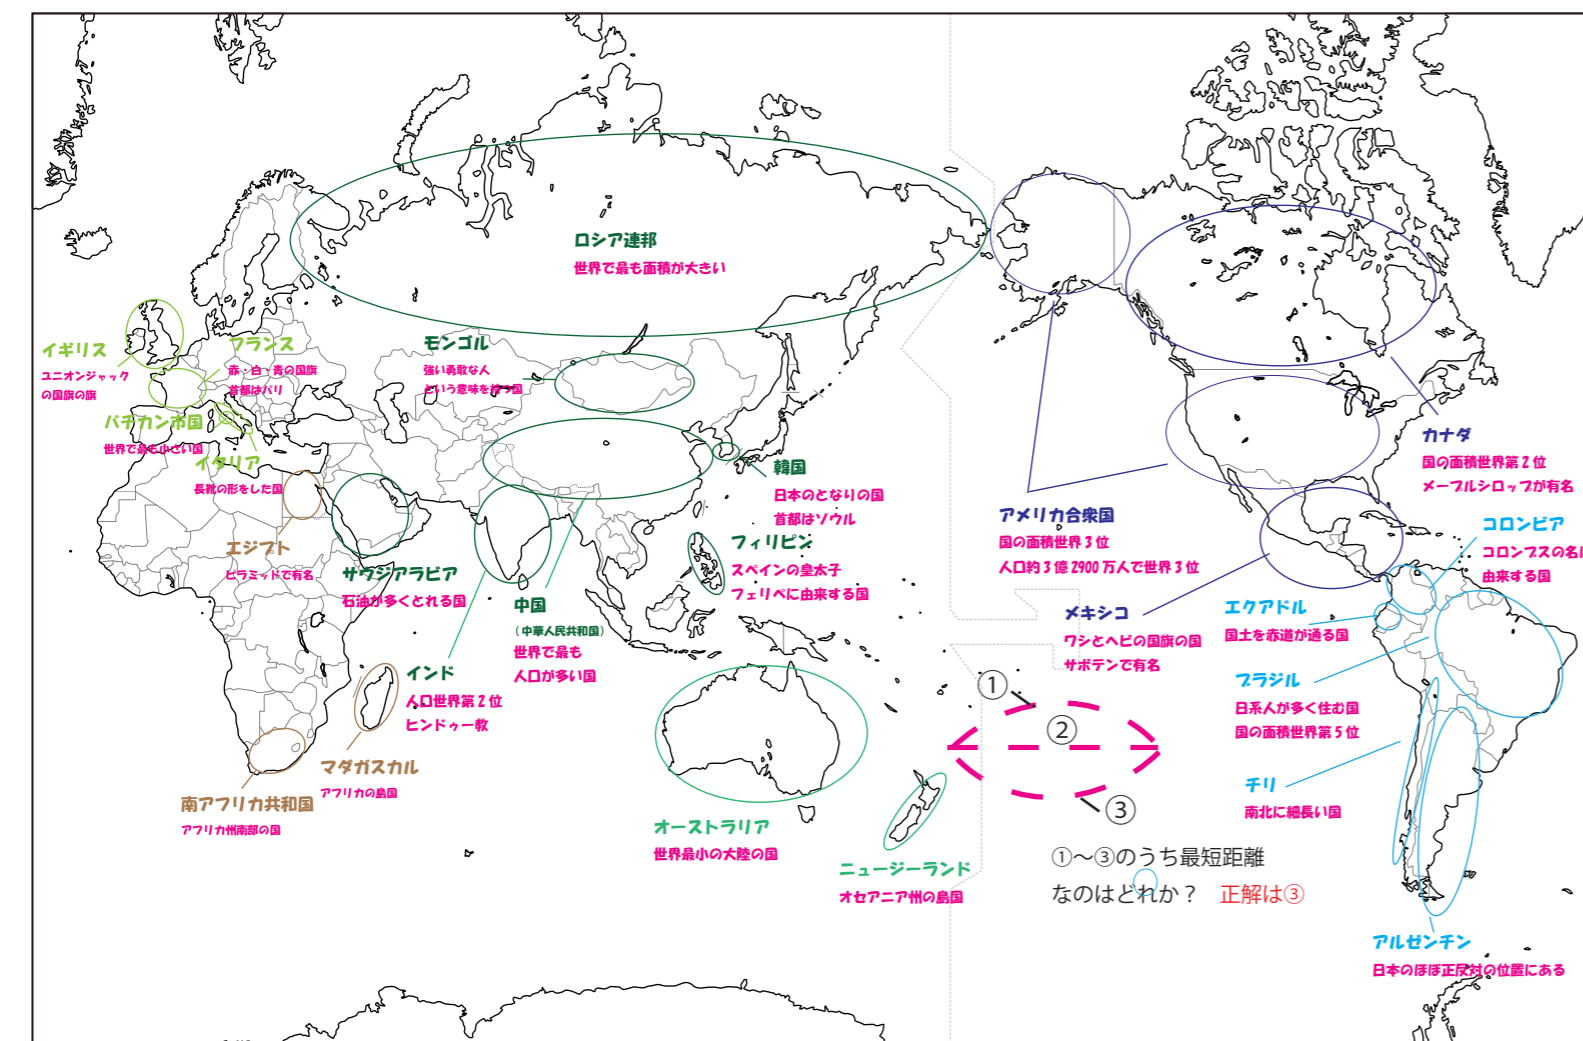 ロシア連邦
世界で最も面積が大きい
イギリス
ユニオンジャック
の国旗の旗
フランス
赤・白・青の国旗
首都はパリ
モンゴル
強い勇敢な人
という意味を持つ国
バチカン市国
世界で最も小さい国
イタリア
長靴の形をした国
韓国
日本のとなりの国
首都はソウル
カナダ
国の面積世界第2位
メープルシロップが有名
アメリカ合衆国
国の面積世界3位
人口約3億2900万人で世界3位
コロンビア
コロンブスの名に
由来する国
エジプト
ピラミッドで有名
サウジアラビア
石油が多くとれる国
フィリピン
スペインの皇太子
フェリペに由来する国
中国
(中華人民共和国)
世界で最も
人口が多い国
メキシコ
ワシとヘビの国旗の国
サボテンで有名
エクアドル
国土を赤道が通る国
インド
人口世界第2位
ヒンドゥー教
ブラジル
日系人が多く住む国
国の面積世界第5位
①
②
③
マダガスカル
アフリカの島国
南アフリカ共和国
アフリカ州南部の国
チリ
南北に細長い国
オーストラリア
世界最小の大陸の国
ニュージーランド
オセアニア州の島国
①〜③のうち最短距離
なのはどれか? 正解は③
アルゼンチン
日本のほぼ正反対の位置にある